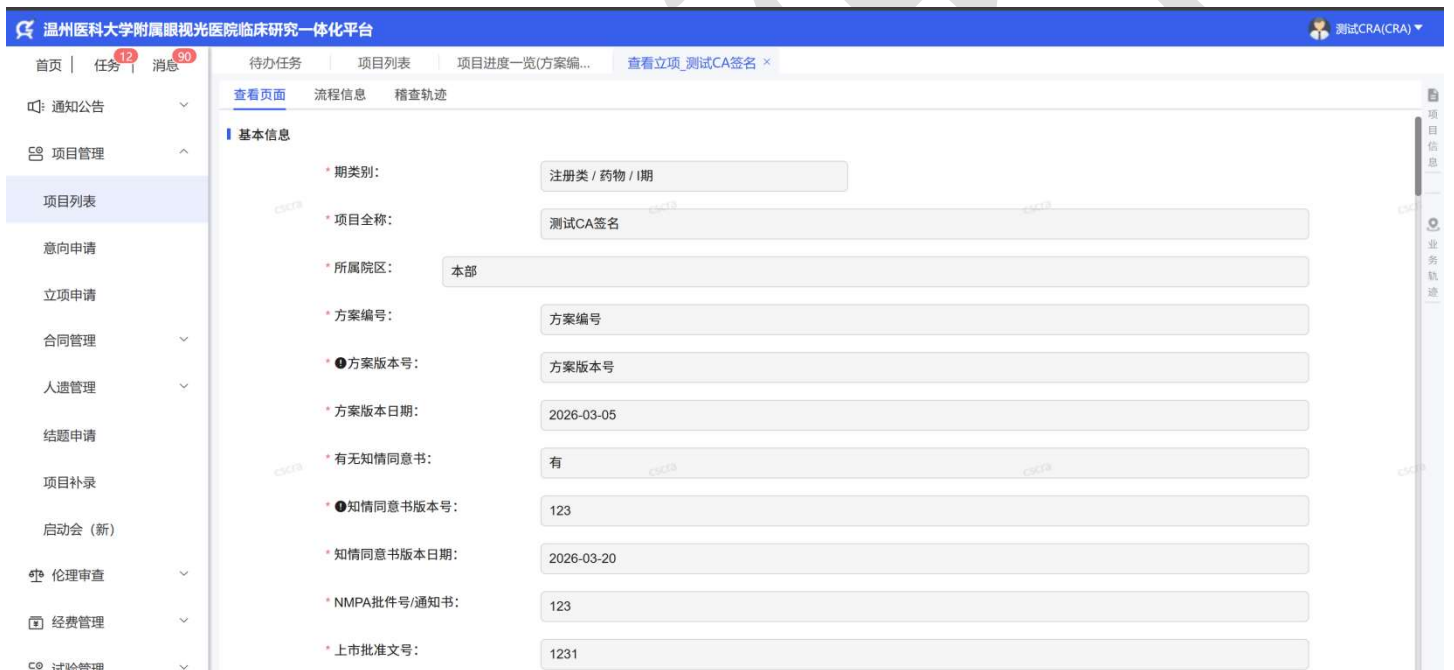 温州医科大学附属眼视光医院临床研究一体化平台
测试CRA(CRA)
首页 任务 12 消息 90
待办任务 项目列表 项目进度一览(方案编... 查看立项_测试CA签名 ×
通知公告
项目管理
项目列表
意向申请
立项申请
合同管理
人遗管理
结题申请
项目补录
启动会（新）
伦理审查
经费管理
试验管理
查看页面 流程信息 稽查轨迹
基本信息
* 期类别： 注册类 / 药物 / I期
* 项目全称： 测试CA签名
* 所属院区： 本部
* 方案编号： 方案编号
* 方案版本号： 方案版本号
* 方案版本日期： 2026-03-05
* 有无知情同意书： 有
* 知情同意书版本号： 123
* 知情同意书版本日期： 2026-03-20
* NMPA批件号/通知书： 123
* 上市批准文号： 1231
项目信息
业务轨迹
cscra
cscra
cscra
cscra
cscra
cscra
cscra